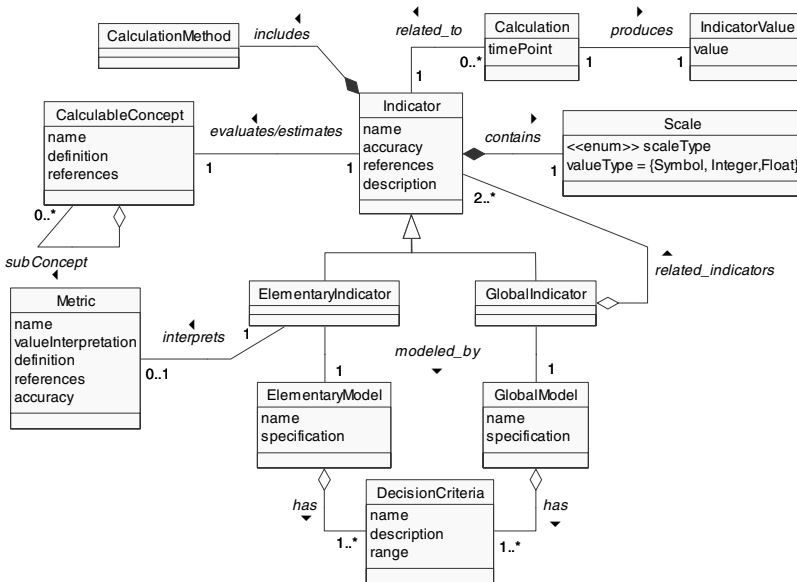 CalculationMethod
includes
related_to
1
0..*
Calculation
timePoint
produces
1
1
IndicatorValue
value
CalculableConcept
name
definition
references
evaluates/estimates
1
1
Indicator
name
accuracy
references
description
contains
1
Scale
<<enum>> scaleType
valueType = {Symbol, Integer,Float}
0..*
subConcept
2..*
related_indicators
Metric
name
valueInterpretation
definition
references
accuracy
interprets
1
0..1
ElementaryIndicator
GlobalIndicator
modeled_by
1
1
ElementaryModel
name
specification
GlobalModel
name
specification
has
1..*
DecisionCriteria
name
description
range
has
1..*